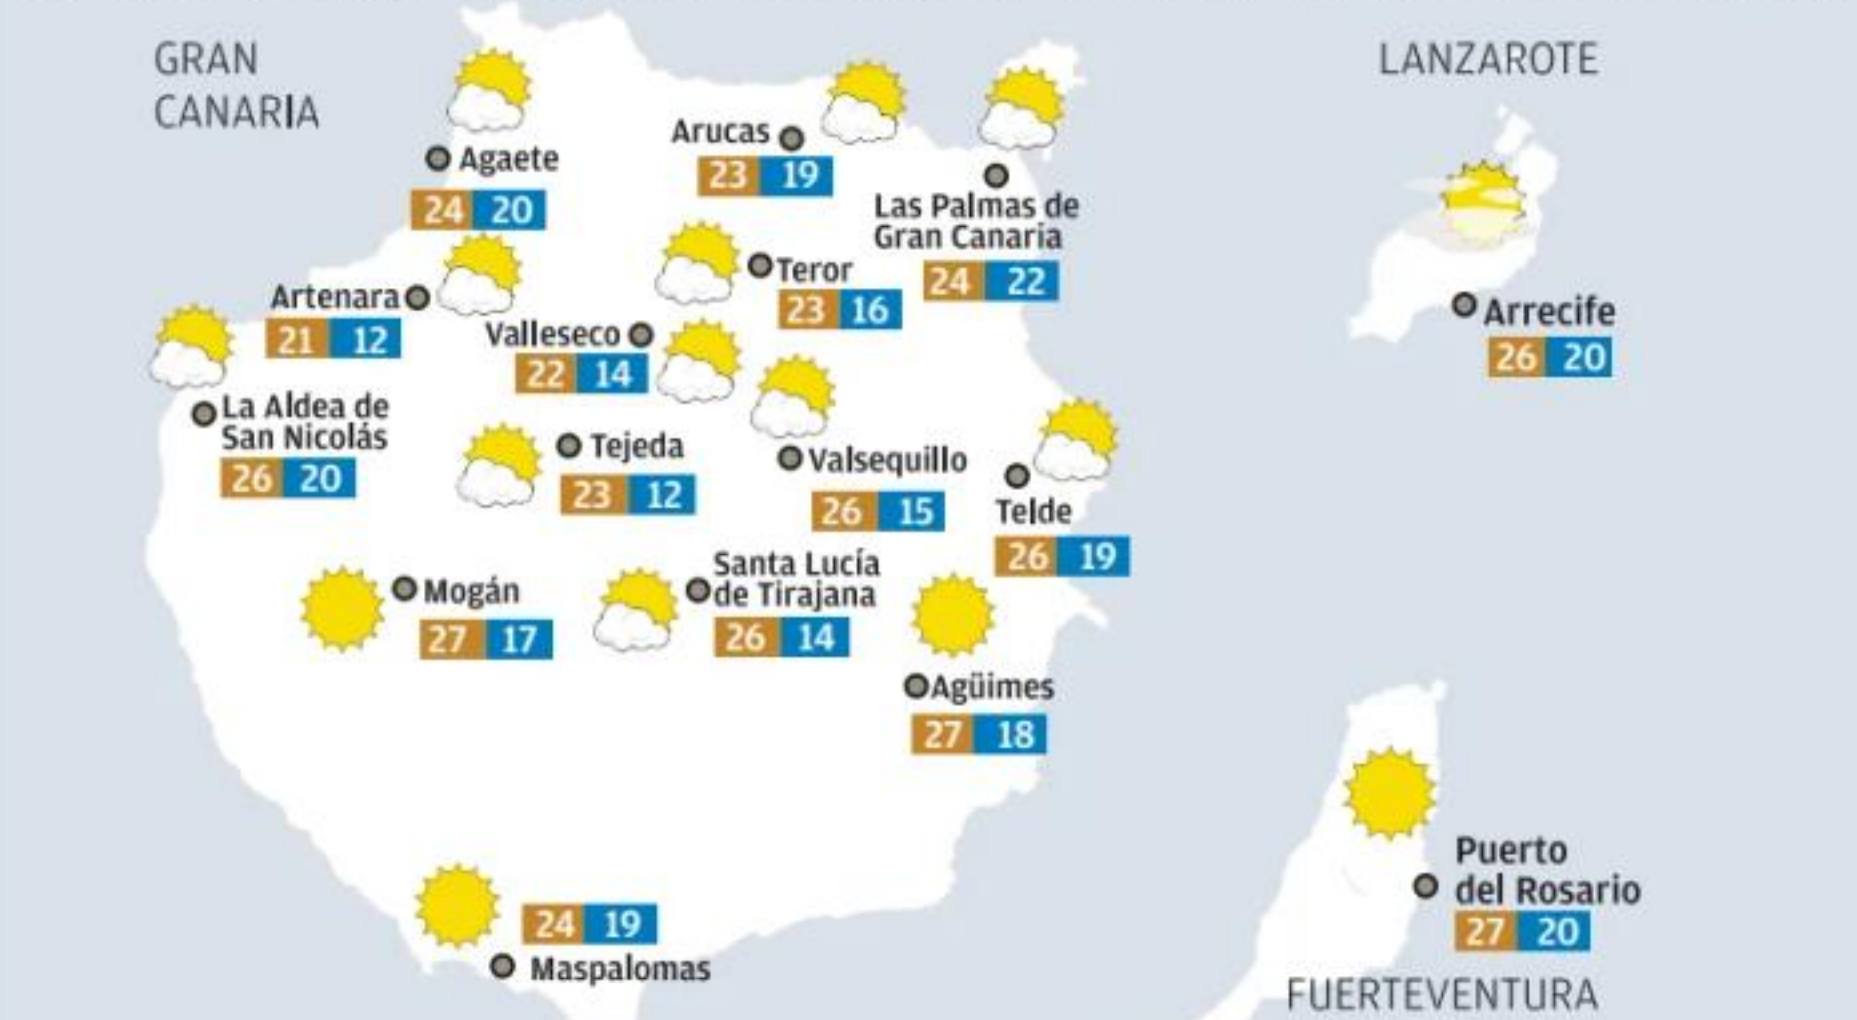 GRAN
CANARIA
LANZAROTE
Agaete
24 20
Arucas
23 19
Las Palmas de
Gran Canaria
24 22
Teror
23 16
Artenara
21 12
Valleseco
22 14
Arrecife
26 20
La Aldea de
San Nicolás
26 20
Tejeda
23 12
Valsequillo
26 15
Telde
26 19
Mogán
27 17
Santa Lucía
de Tirajana
26 14
Agüimes
27 18
24 19
Maspalomas
Puerto
del Rosario
27 20
FUERTEVENTURA